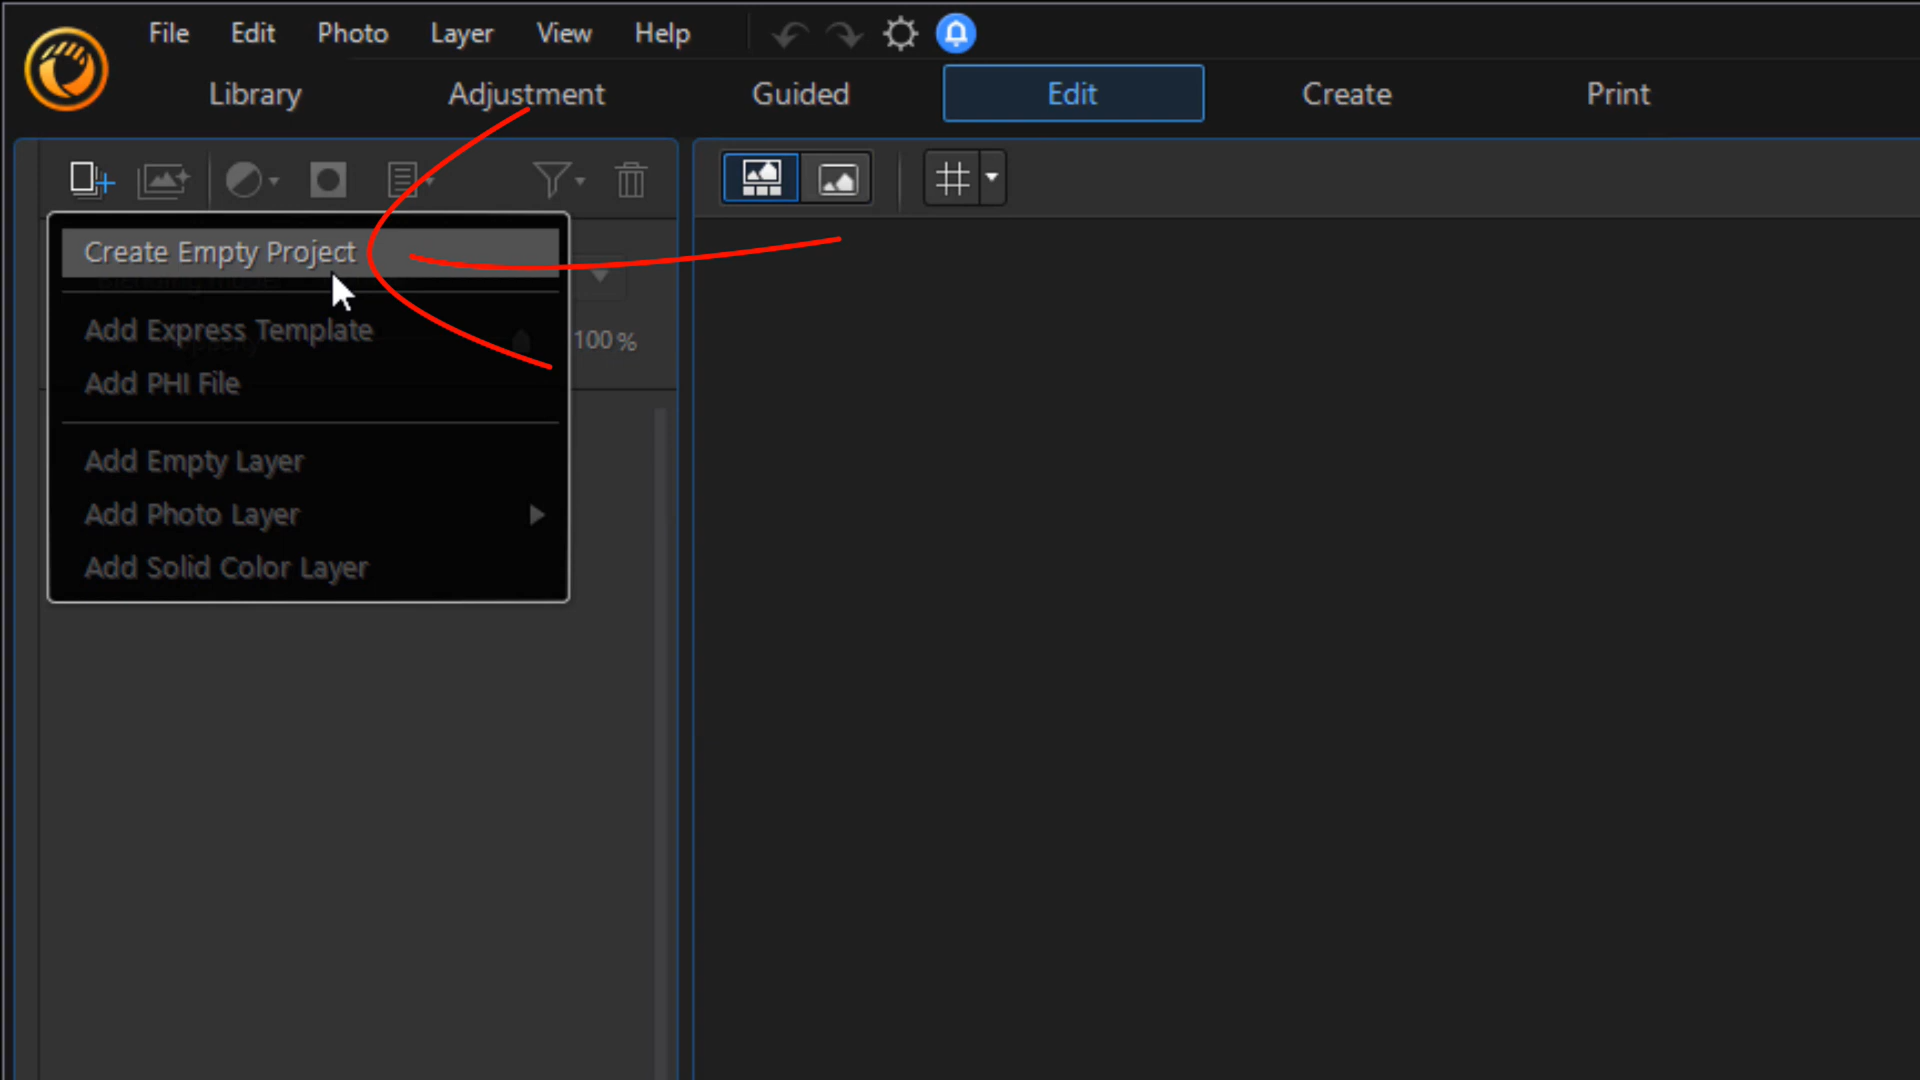 File Edit Photo Layer View Help
Library Adjustment Guided Edit Create Print
Create Empty Project
Add Express Template
100%
Add PHI File
Add Empty Layer
Add Photo Layer
Add Solid Color Layer